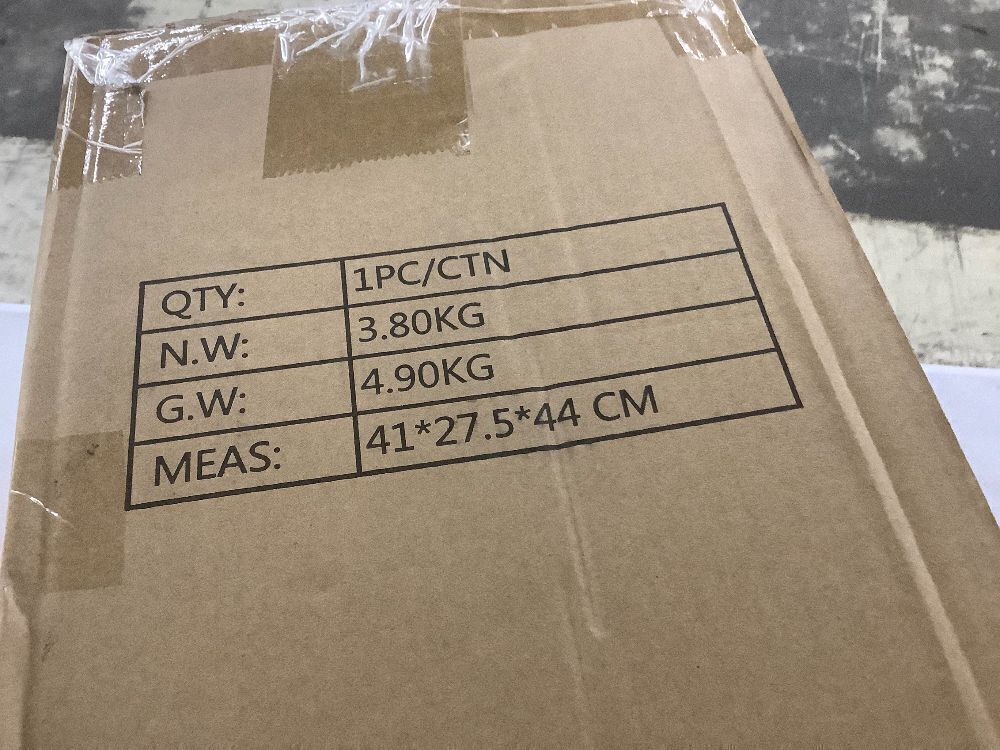 QTY: 1PC/CTN
N.W: 3.80KG
G.W: 4.90KG
MEAS: 41*27.5*44 CM